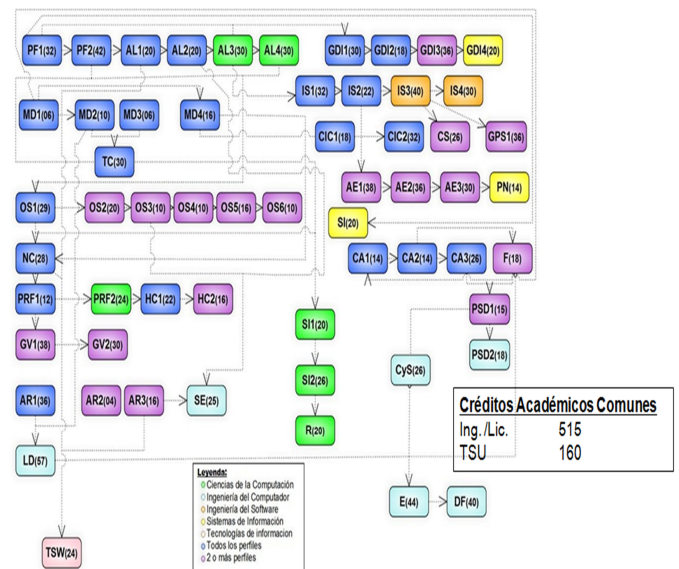 PF1(32) PF2(42) AL1(20) AL2(20) AL3(30) AL4(30) GDI1(30) GDI2(18) GDI3(36) GDI4(20)
IS1(32) IS2(22) IS3(40) IS4(30)
MD1(06) MD2(10) MD3(06) MD4(16)
CIC1(18) CIC2(32) CS(26) GPS1(36)
TC(30)
AE1(38) AE2(36) AE3(30) PN(14)
OS1(29) OS2(20) OS3(10) OS4(10) OS5(16) OS6(10)
SI(20)
NC(28) CA1(14) CA2(14) CA3(26) F(18)
PRF1(12) PRF2(24) HC1(22) HC2(16)
PSD1(15)
SI1(20)
GV1(38) GV2(30)
PSD2(18)
CyS(26)
SI2(26)
AR1(36) AR2(04) AR3(16) SE(25)
R(20)
Créditos Académicos Comunes
Ing./Lic. 515
TSU 160
LD(57)
Leyenda:
Ciencias de la Computación
Ingeniería del Computador
Ingeniería del Software
Sistemas de Información
Tecnologías de informacion
Todos los perfiles
2 o más perfiles
E(44) DF(40)
TSW(24)